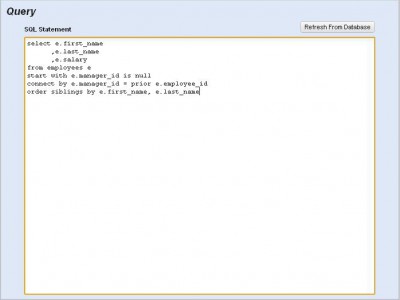 Query
SQL Statement
Refresh From Database
select e.first_name
,e.last_name
,e.salary
from employees e
start with e.manager_id is null
connect by e.manager_id = prior e.employee_id
order siblings by e.first_name, e.last_name